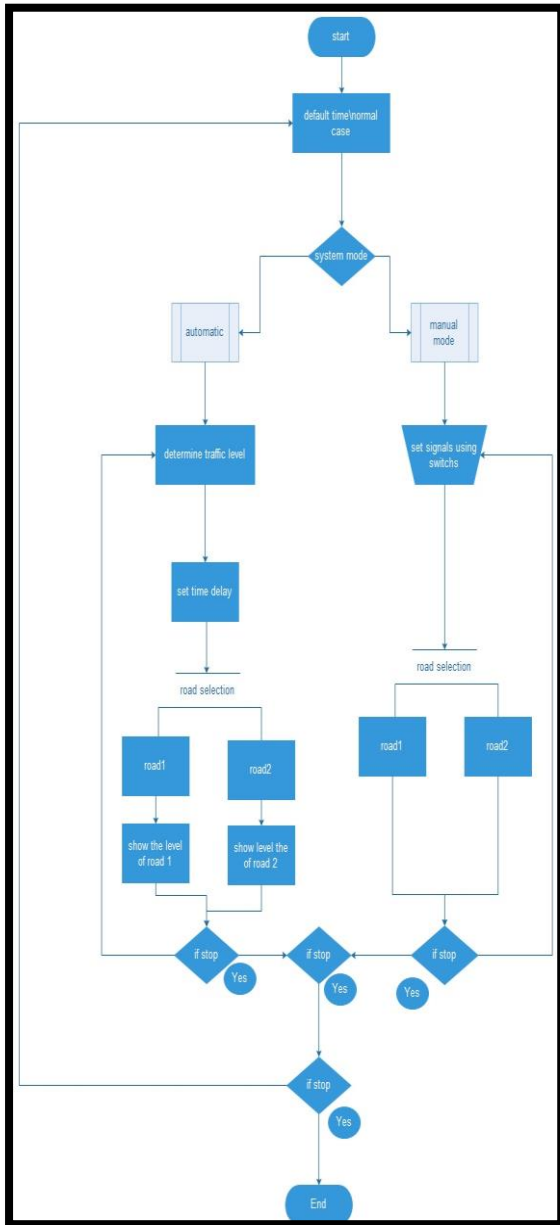 start
default time\normal
case
system mode
automatic
manual
mode
determine traffic level
set signals using
switchs
set time delay
road selection
road selection
road1
road2
road1
road2
show the level
of road 1
show level the
of road 2
if stop
Yes
if stop
Yes
if stop
Yes
if stop
Yes
End